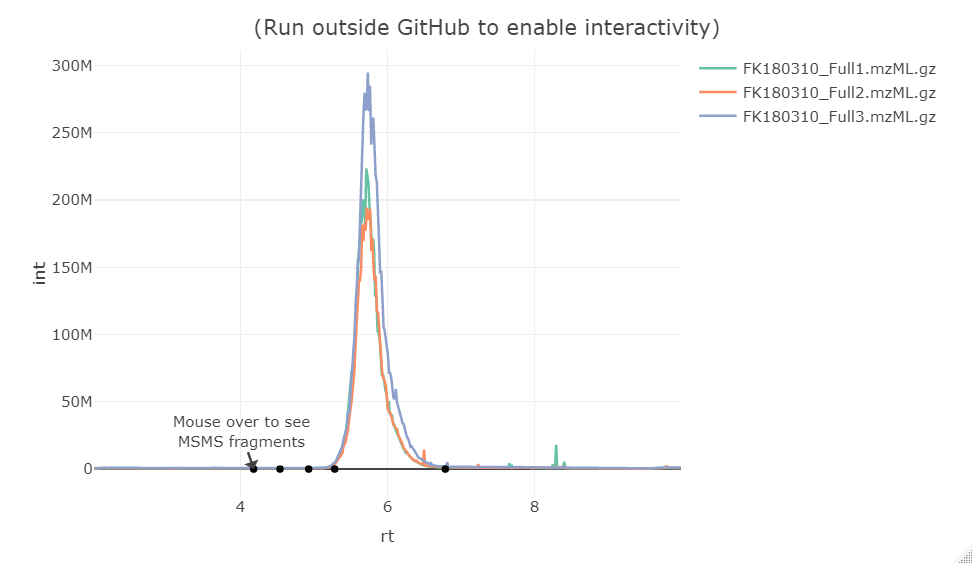 (Run outside GitHub to enable interactivity)
300M
250M
200M
150M
100M
50M
0
int
4
6
8
rt
Mouse over to see
MSMS fragments
FK180310_Full1.mzML.gz
FK180310_Full2.mzML.gz
FK180310_Full3.mzML.gz